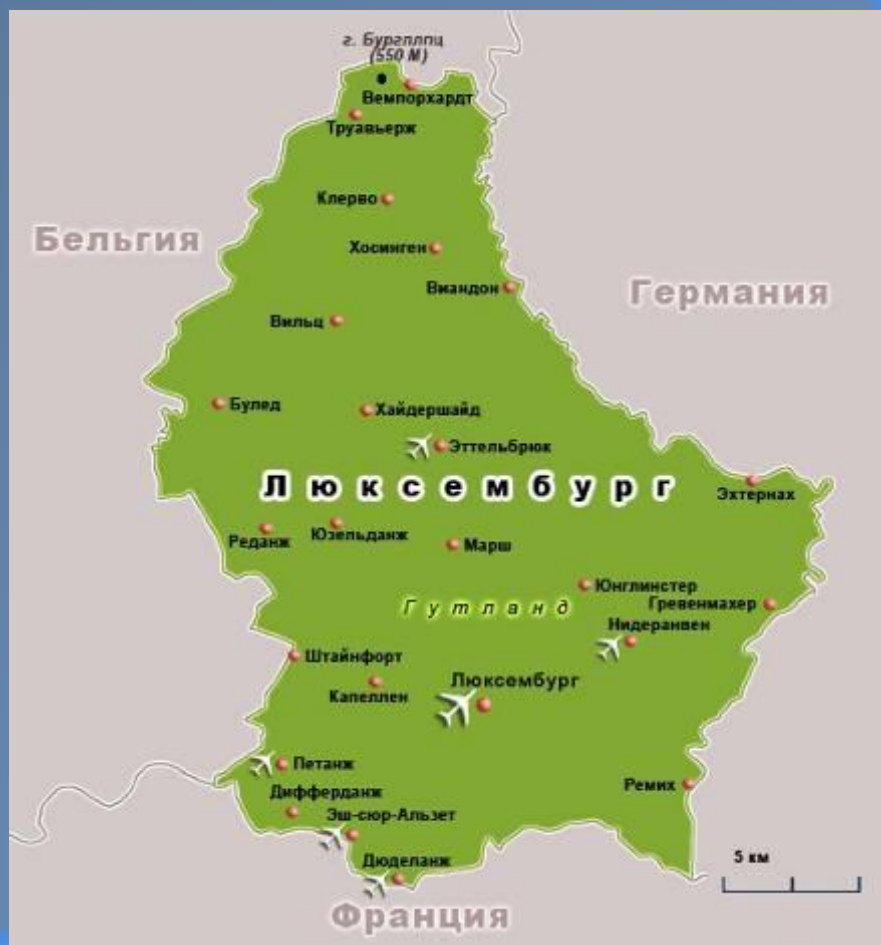 г. Бургплпц
(550 М)
Вемпорхардт
Труавьерж
Клерво
Бельгия
Хосинген
Виандон
Германия
Вильц
Булед
Хайдершайд
Эттельбрюк
Люксембург
Эхтернах
Реданж
Юзельданж
Марш
Юнглинстер
Гутланд
Гревенмахер
Нидеранвен
Штайнфорт
Люксембург
Капеллен
Петанж
Ремих
Дифферданж
Эш-сюр-Альзет
5 км
Дюделанж
Франция